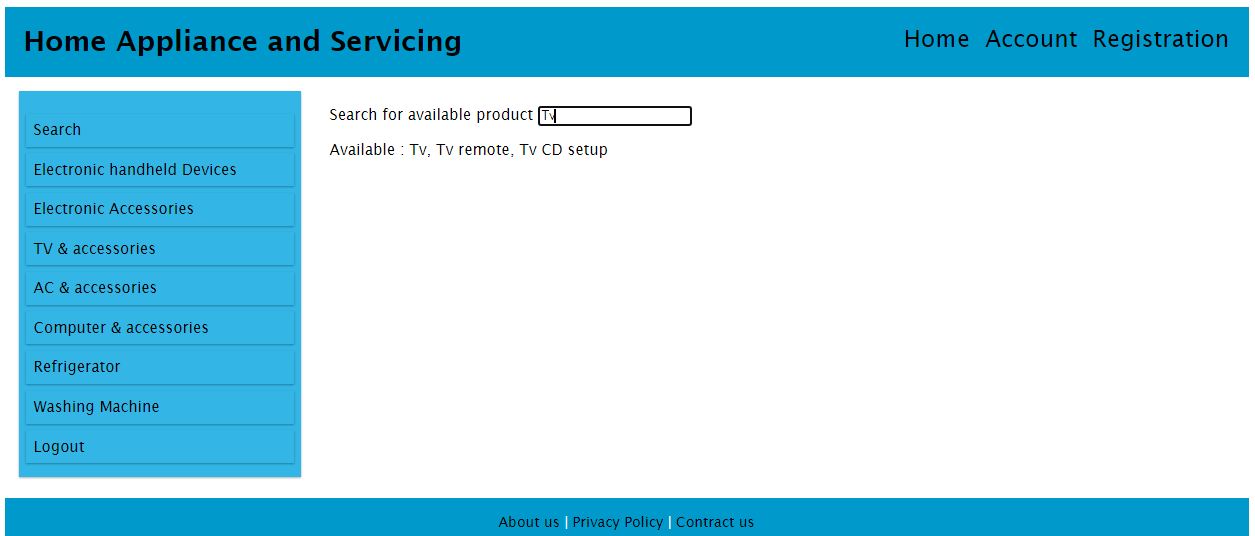 Home Appliance and Servicing
Home Account Registration
Search
Electronic handheld Devices
Electronic Accessories
TV & accessories
AC & accessories
Computer & accessories
Refrigerator
Washing Machine
Logout
Search for available product Tv
Available : Tv, Tv remote, Tv CD setup
About us | Privacy Policy | Contract us